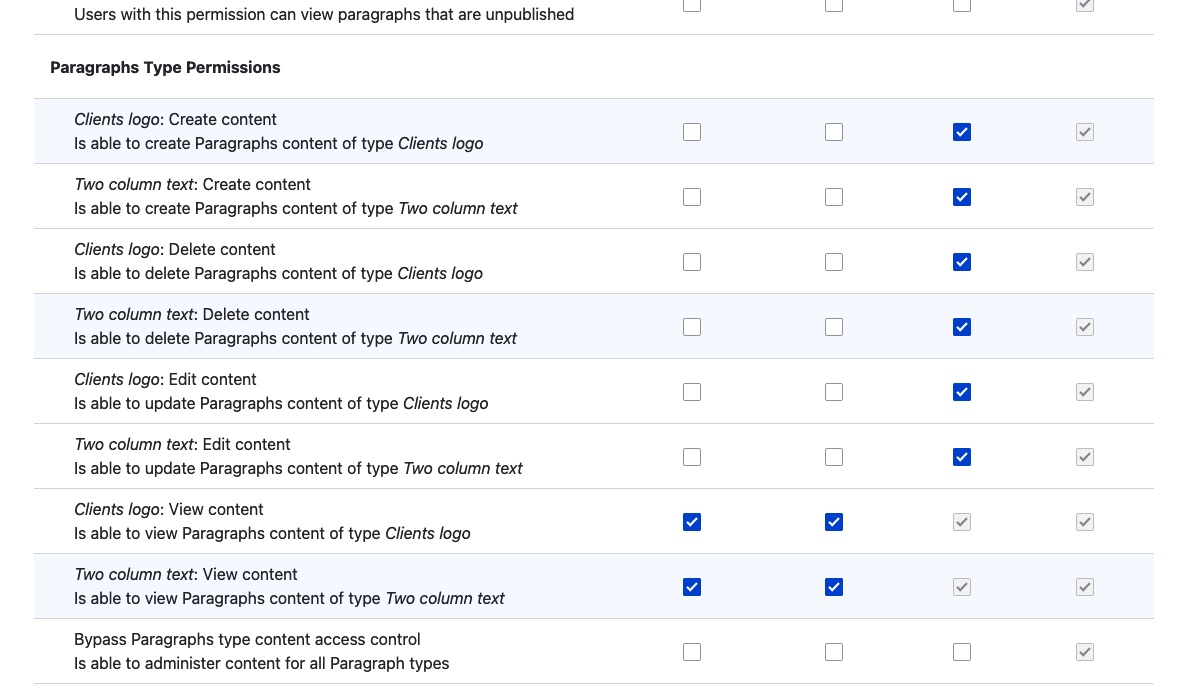 Users with this permission can view paragraphs that are unpublished
Paragraphs Type Permissions
Clients logo: Create content
Is able to create Paragraphs content of type Clients logo
Two column text: Create content
Is able to create Paragraphs content of type Two column text
Clients logo: Delete content
Is able to delete Paragraphs content of type Clients logo
Two column text: Delete content
Is able to delete Paragraphs content of type Two column text
Clients logo: Edit content
Is able to update Paragraphs content of type Clients logo
Two column text: Edit content
Is able to update Paragraphs content of type Two column text
Clients logo: View content
Is able to view Paragraphs content of type Clients logo
Two column text: View content
Is able to view Paragraphs content of type Two column text
Bypass Paragraphs type content access control
Is able to administer content for all Paragraph types